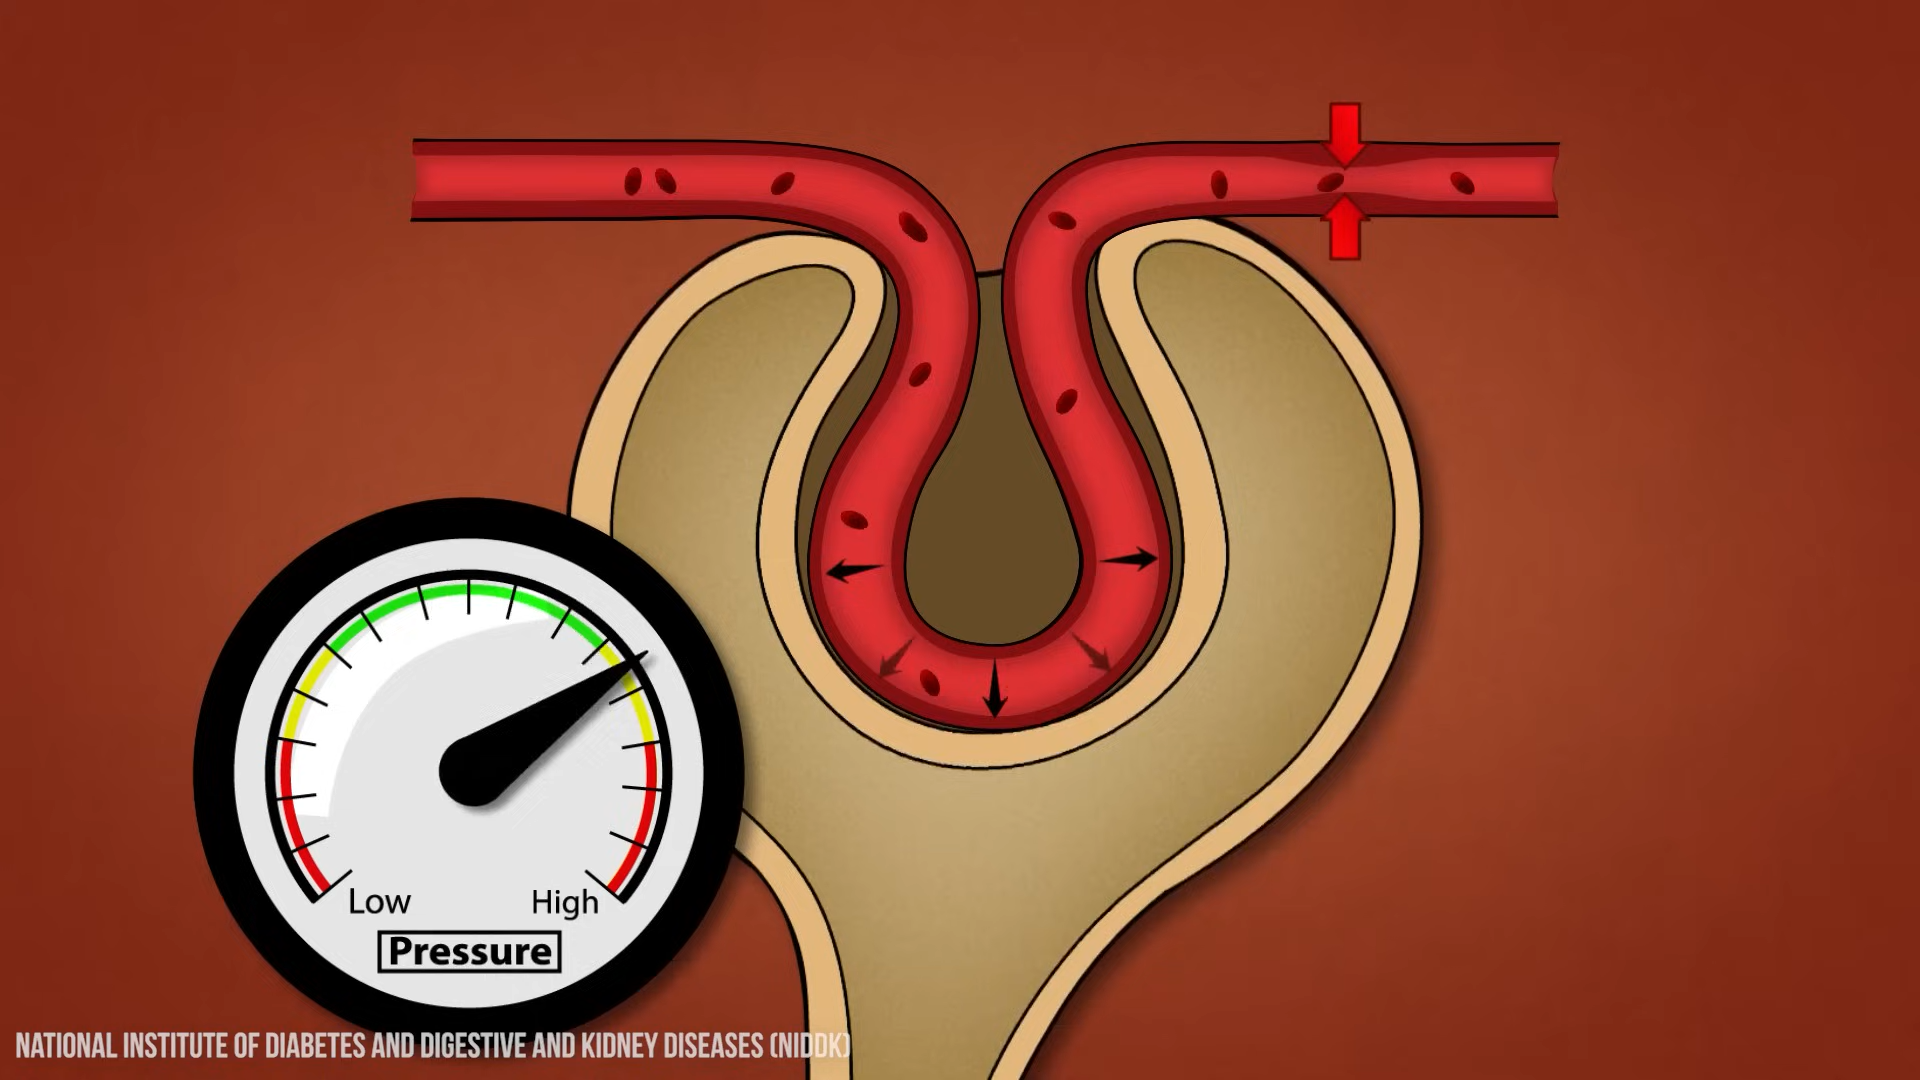 Low
High
Pressure
NATIONAL INSTITUTE OF DIABETES AND DIGESTIVE AND KIDNEY DISEASES (NIDDK)